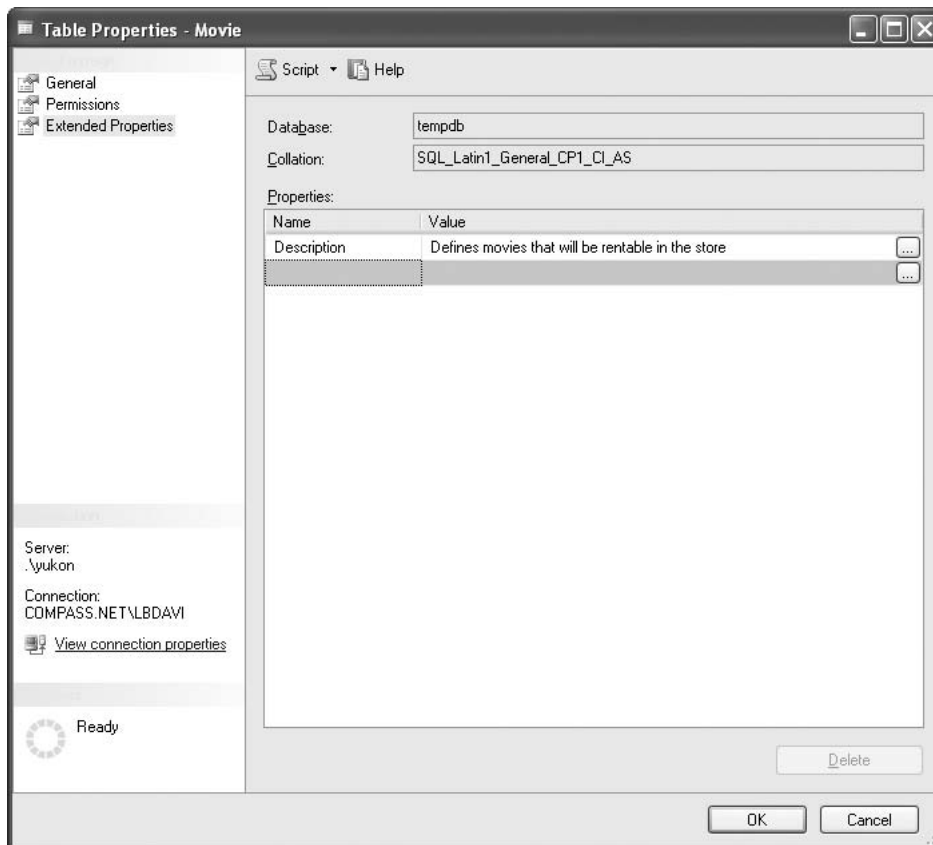 Table Properties - Movie
General
Permissions
Extended Properties
Script Help
Database: tempdb
Collation: SQL_Latin1_General_CP1_CI_AS
Properties:
Name Value
Description Defines movies that will be rentable in the store ...
...
Server:
.\yukon
Connection:
COMPASS.NET\LBDAVI
View connection properties
Ready
Delete
OK Cancel